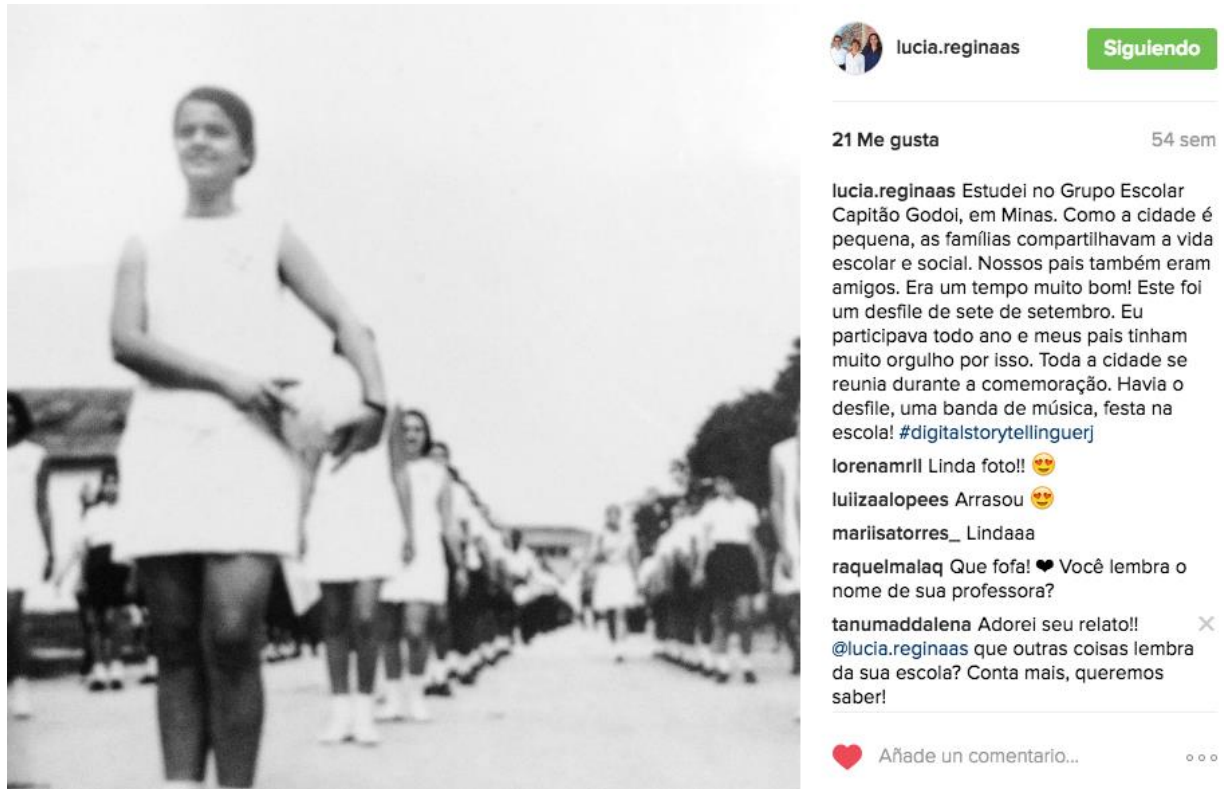 lucia.reginaas
Siguiendo
21 Me gusta
54 sem
lucia.reginaas Estudei no Grupo Escolar
Capitão Godoi, em Minas. Como a cidade é
pequena, as famílias compartilhavam a vida
escolar e social. Nossos pais também eram
amigos. Era um tempo muito bom! Este foi
um desfile de sete de setembro. Eu
participava todo ano e meus pais tinham
muito orgulho por isso. Toda a cidade se
reunia durante a comemoração. Havia o
desfile, uma banda de música, festa na
escola! #digitalstorytellinguerj
lorenamrll Linda foto!! 😍
luiizaalopees Arrasou 😍
mariisatorres_ Lindaaa
raquelmalaq Que fofa! ❤ Você lembra o
nome de sua professora?
tanumaddalena Adorei seu relato!!
@lucia.reginaas que outras coisas lembra
da sua escola? Conta mais, queremos
saber!
Añade un comentario...